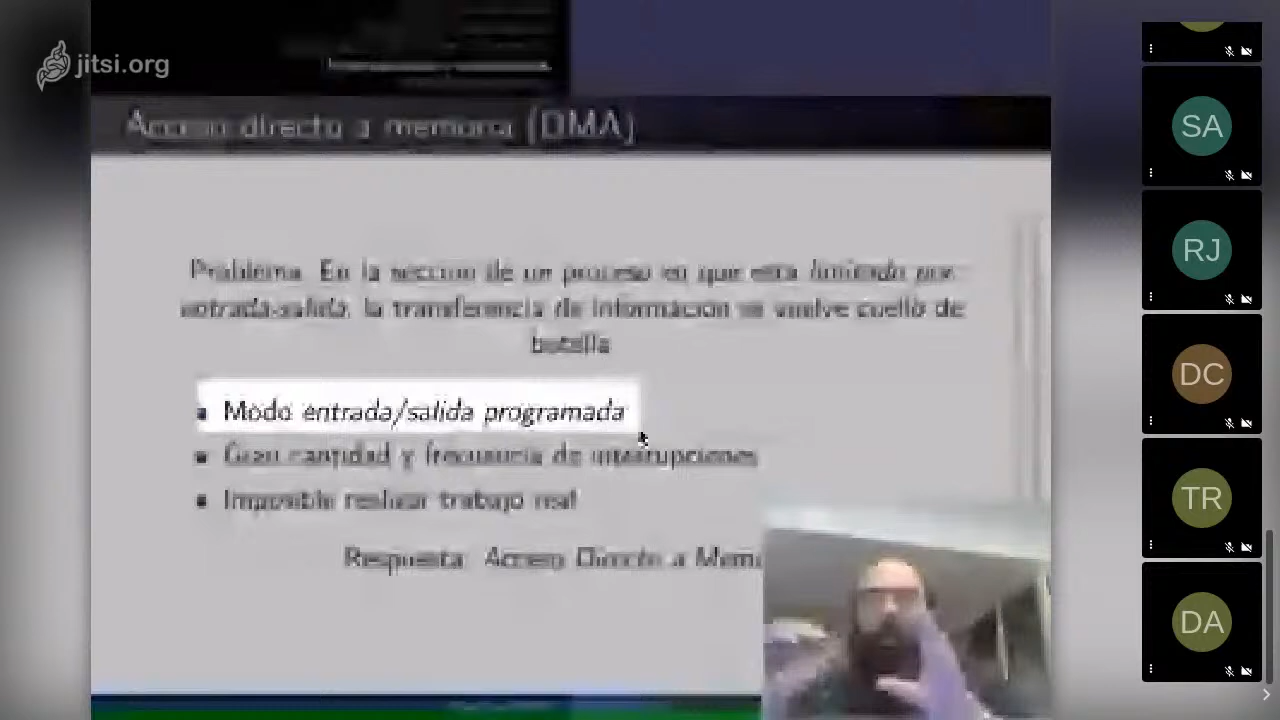 jitsi.org
Acceso directo a memoria (DMA)
Problema: En la sección de un proceso en que está limitado por
entrada-salida, la transferencia de información se vuelve cuello de
botella
Modo entrada/salida programada
Gran cantidad y frecuencia de interrupciones
Imposible realizar trabajo real
Respuesta: Acceso Directo a
SA
RJ
DC
TR
DA